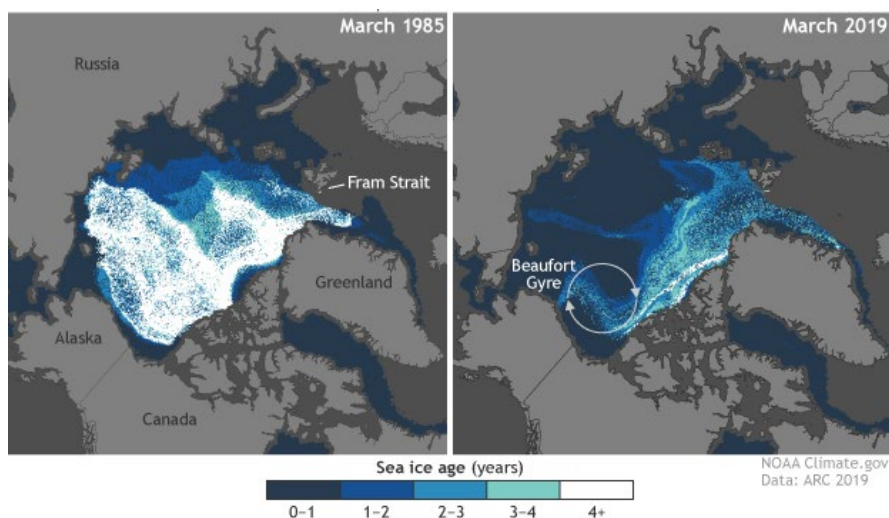 March 1985
March 2019
Russia
Fram Strait
Greenland
Alaska
Canada
Beaufort
Gyre
Sea ice age (years)
0–1 1–2 2–3 3–4 4+
NOAA Climate.gov
Data: ARC 2019